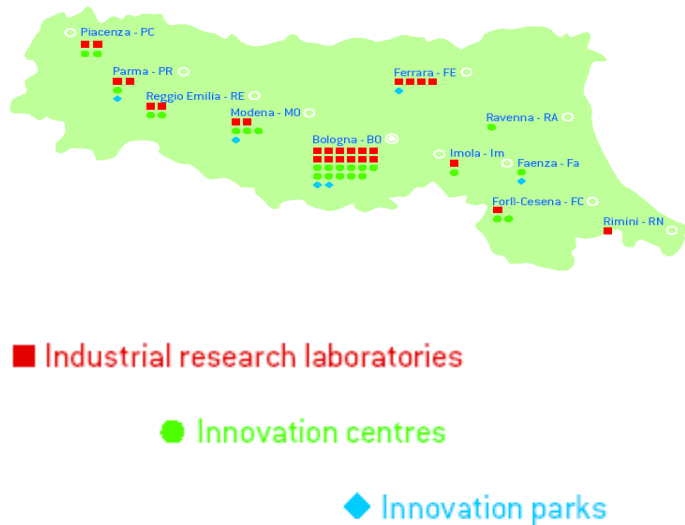 Piacenza - PC
Parma - PR
Ferrara - FE
Reggio Emilia - RE
Modena - MO
Ravenna - RA
Bologna - BO
Imola - Im
Faenza - Fa
Forlì-Cesena - FC
Rimini - RN
Industrial research laboratories
Innovation centres
Innovation parks